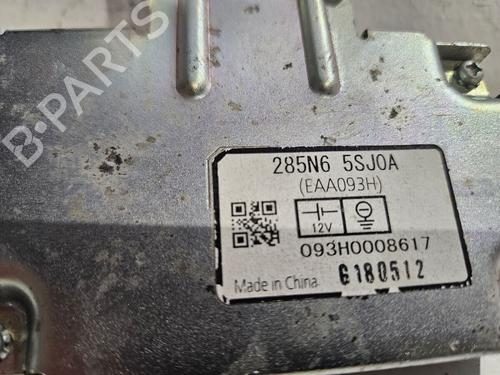 B-PARTS
285N6 5SJ0A
(EAA093H)
12V
093H0008617
Made in China
G180512